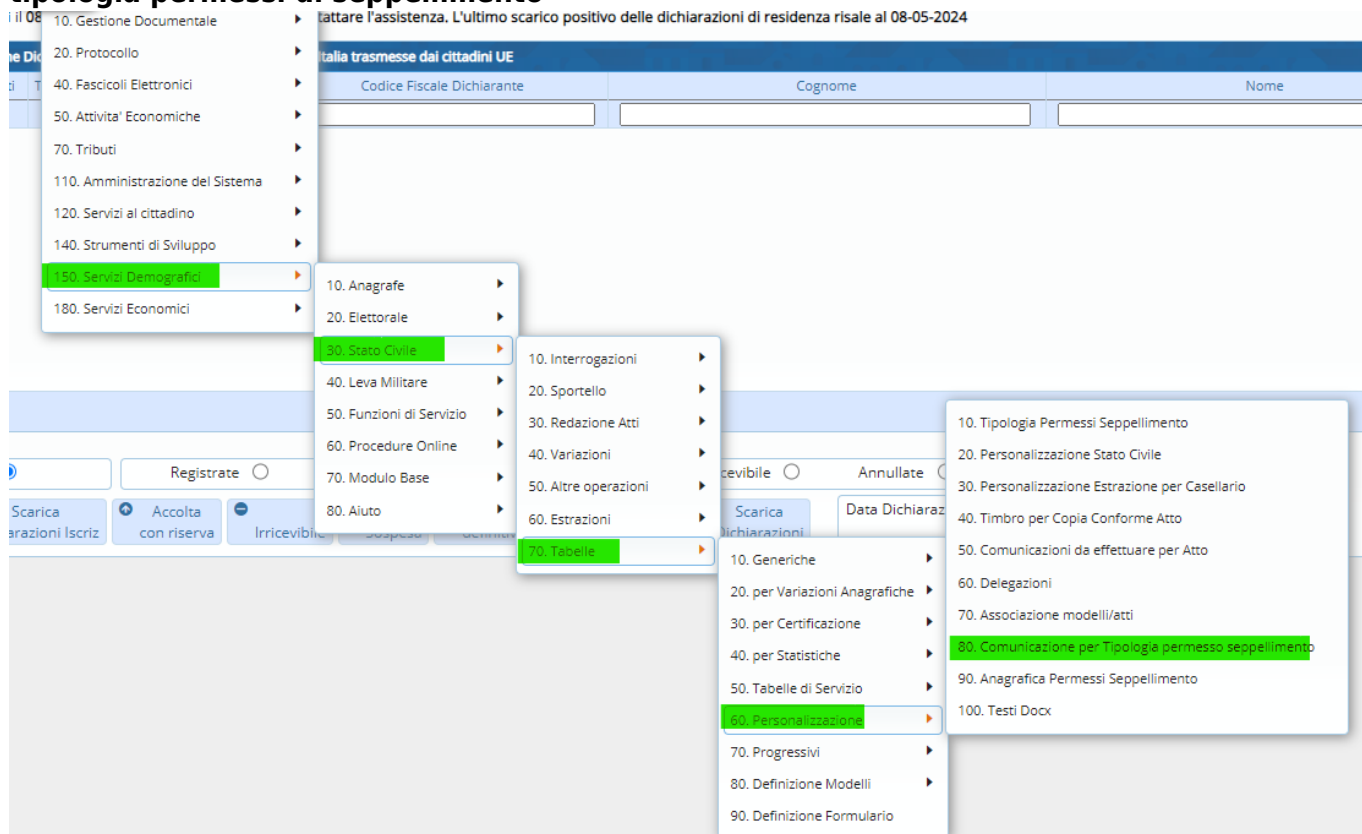 tipologia permessi di seppellimento
i il 08
tattare l'assistenza. L'ultimo scarico positivo delle dichiarazioni di residenza risale al 08-05-2024
10. Gestione Documentale
20. Protocollo
40. Fascicoli Elettronici
50. Attivita' Economiche
70. Tributi
110. Amministrazione del Sistema
120. Servizi al cittadino
140. Strumenti di Sviluppo
150. Servizi Demografici
180. Servizi Economici
ne Dic
italia trasmesse dai cittadini UE
T
Codice Fiscale Dichiarante
Cognome
Nome
10. Anagrafe
20. Elettorale
30. Stato Civile
40. Leva Militare
50. Funzioni di Servizio
60. Procedure Online
70. Modulo Base
80. Aiuto
10. Interrogazioni
20. Sportello
30. Redazione Atti
40. Variazioni
50. Altre operazioni
60. Estrazioni
70. Tabelle
10. Generiche
20. per Variazioni Anagrafiche
30. per Certificazione
40. per Statistiche
50. Tabelle di Servizio
60. Personalizzazione
70. Progressivi
80. Definizione Modelli
90. Definizione Formulario
10. Tipologia Permessi Seppellimento
20. Personalizzazione Stato Civile
30. Personalizzazione Estrazione per Casellario
40. Timbro per Copia Conforme Atto
50. Comunicazioni da effettuare per Atto
60. Delegazioni
70. Associazione modelli/atti
80. Comunicazione per Tipologia permesso seppellimento
90. Anagrafica Permessi Seppellimento
100. Testi Docx
Registrate
cevibile
Annullate
Scarica
arazioni Iscriz
Accolta
con riserva
Irricevibile
Sospesa
Scarica
Dichiarazioni
Data Dichiaraz